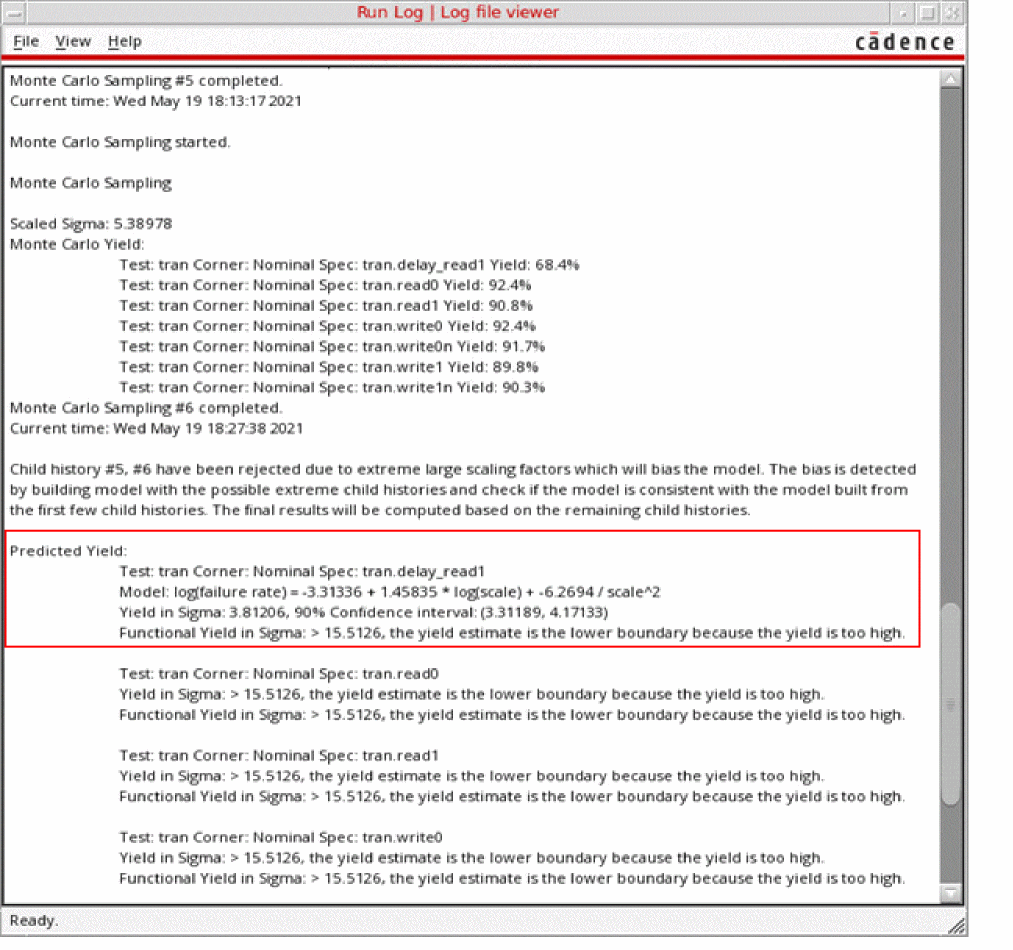 Run Log | Log file viewer
File View Help
cādence
Monte Carlo Sampling #5 completed.
Current time: Wed May 19 18:13:17 2021
Monte Carlo Sampling started.
Monte Carlo Sampling
Scaled Sigma: 5.38978
Monte Carlo Yield:
Test: tran Corner: Nominal Spec: tran.delay_read1 Yield: 68.4%
Test: tran Corner: Nominal Spec: tran.read0 Yield: 92.4%
Test: tran Corner: Nominal Spec: tran.read1 Yield: 90.8%
Test: tran Corner: Nominal Spec: tran.write0 Yield: 92.4%
Test: tran Corner: Nominal Spec: tran.write0n Yield: 91.7%
Test: tran Corner: Nominal Spec: tran.write1 Yield: 89.8%
Test: tran Corner: Nominal Spec: tran.write1n Yield: 90.3%
Monte Carlo Sampling #6 completed.
Current time: Wed May 19 18:27:38 2021
Child history #5, #6 have been rejected due to extreme large scaling factors which will bias the model. The bias is detected
by building model with the possible extreme child histories and check if the model is consistent with the model built from
the first few child histories. The final results will be computed based on the remaining child histories.
Predicted Yield:
Test: tran Corner: Nominal Spec: tran.delay_read1
Model: log(failure rate) = -3.31336 + 1.45835 * log(scale) + -6.2694 / scale^2
Yield in Sigma: 3.81206, 90% Confidence interval: (3.31189, 4.17133)
Functional Yield in Sigma: > 15.5126, the yield estimate is the lower boundary because the yield is too high.
Test: tran Corner: Nominal Spec: tran.read0
Yield in Sigma: > 15.5126, the yield estimate is the lower boundary because the yield is too high.
Functional Yield in Sigma: > 15.5126, the yield estimate is the lower boundary because the yield is too high.
Test: tran Corner: Nominal Spec: tran.read1
Yield in Sigma: > 15.5126, the yield estimate is the lower boundary because the yield is too high.
Functional Yield in Sigma: > 15.5126, the yield estimate is the lower boundary because the yield is too high.
Test: tran Corner: Nominal Spec: tran.write0
Yield in Sigma: > 15.5126, the yield estimate is the lower boundary because the yield is too high.
Functional Yield in Sigma: > 15.5126, the yield estimate is the lower boundary because the yield is too high.
Ready.